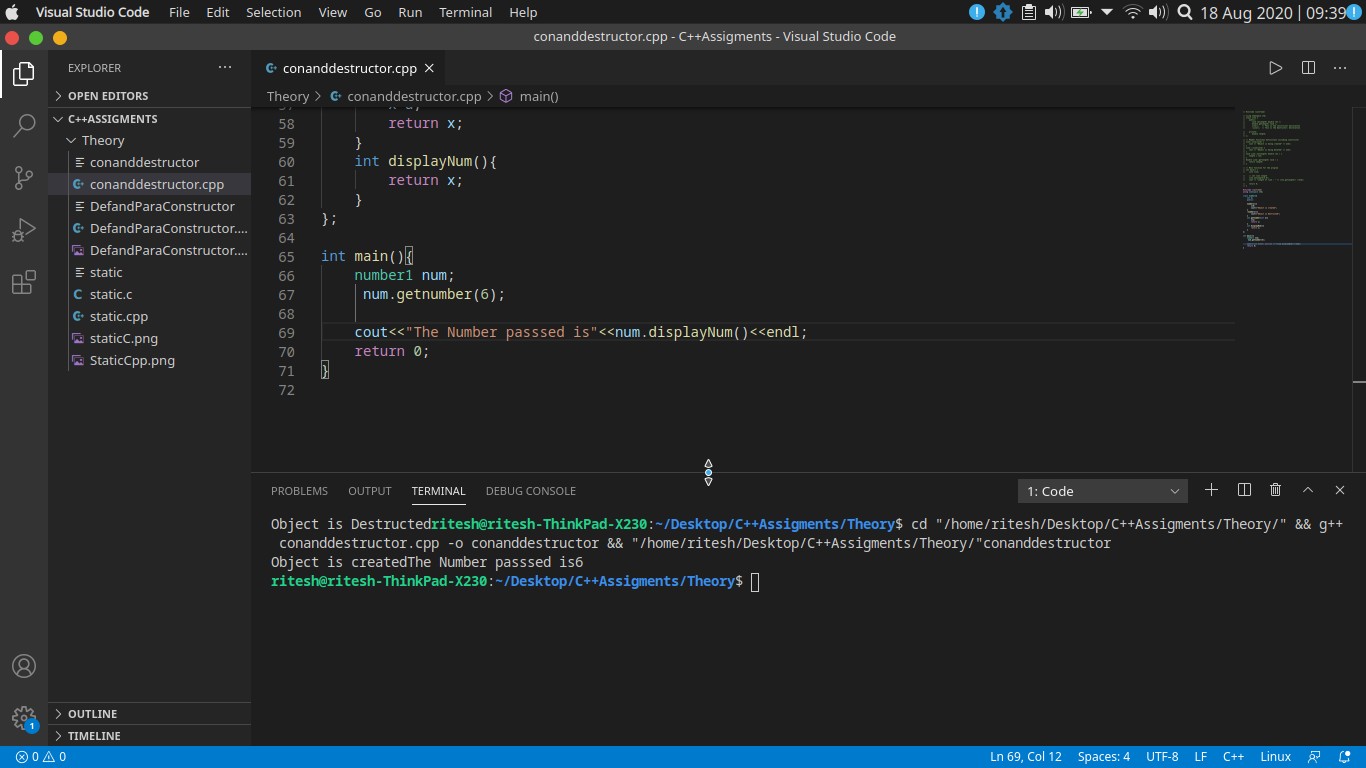 Visual Studio Code File Edit Selection View Go Run Terminal Help 18 Aug 2020 | 09:39
conanddestructor.cpp - C++Assigments - Visual Studio Code
EXPLORER
OPEN EDITORS
C++ASSIGMENTS
Theory
conanddestructor
conanddestructor.cpp
DefandParaConstructor
DefandParaConstructor....
DefandParaConstructor....
static
static.c
static.cpp
staticC.png
StaticCpp.png
OUTLINE
TIMELINE
conanddestructor.cpp
Theory > conanddestructor.cpp > main()
58 return x;
59 }
60 int displayNum(){
61 return x;
62 }
63 };
64
65 int main(){
66 number1 num;
67 num.getnumber(6);
68
69 cout<<"The Number passsed is"<<num.displayNum()<<endl;
70 return 0;
71 }
72
PROBLEMS OUTPUT TERMINAL DEBUG CONSOLE 1: Code
Object is Destructedritesh@ritesh-ThinkPad-X230:~/Desktop/C++Assigments/Theory$ cd "/home/ritesh/Desktop/C++Assigments/Theory/" && g++
conanddestructor.cpp -o conanddestructor && "/home/ritesh/Desktop/C++Assigments/Theory/"conanddestructor
Object is createdThe Number passsed is6
ritesh@ritesh-ThinkPad-X230:~/Desktop/C++Assigments/Theory$
1
0 0 Ln 69, Col 12 Spaces: 4 UTF-8 LF C++ Linux